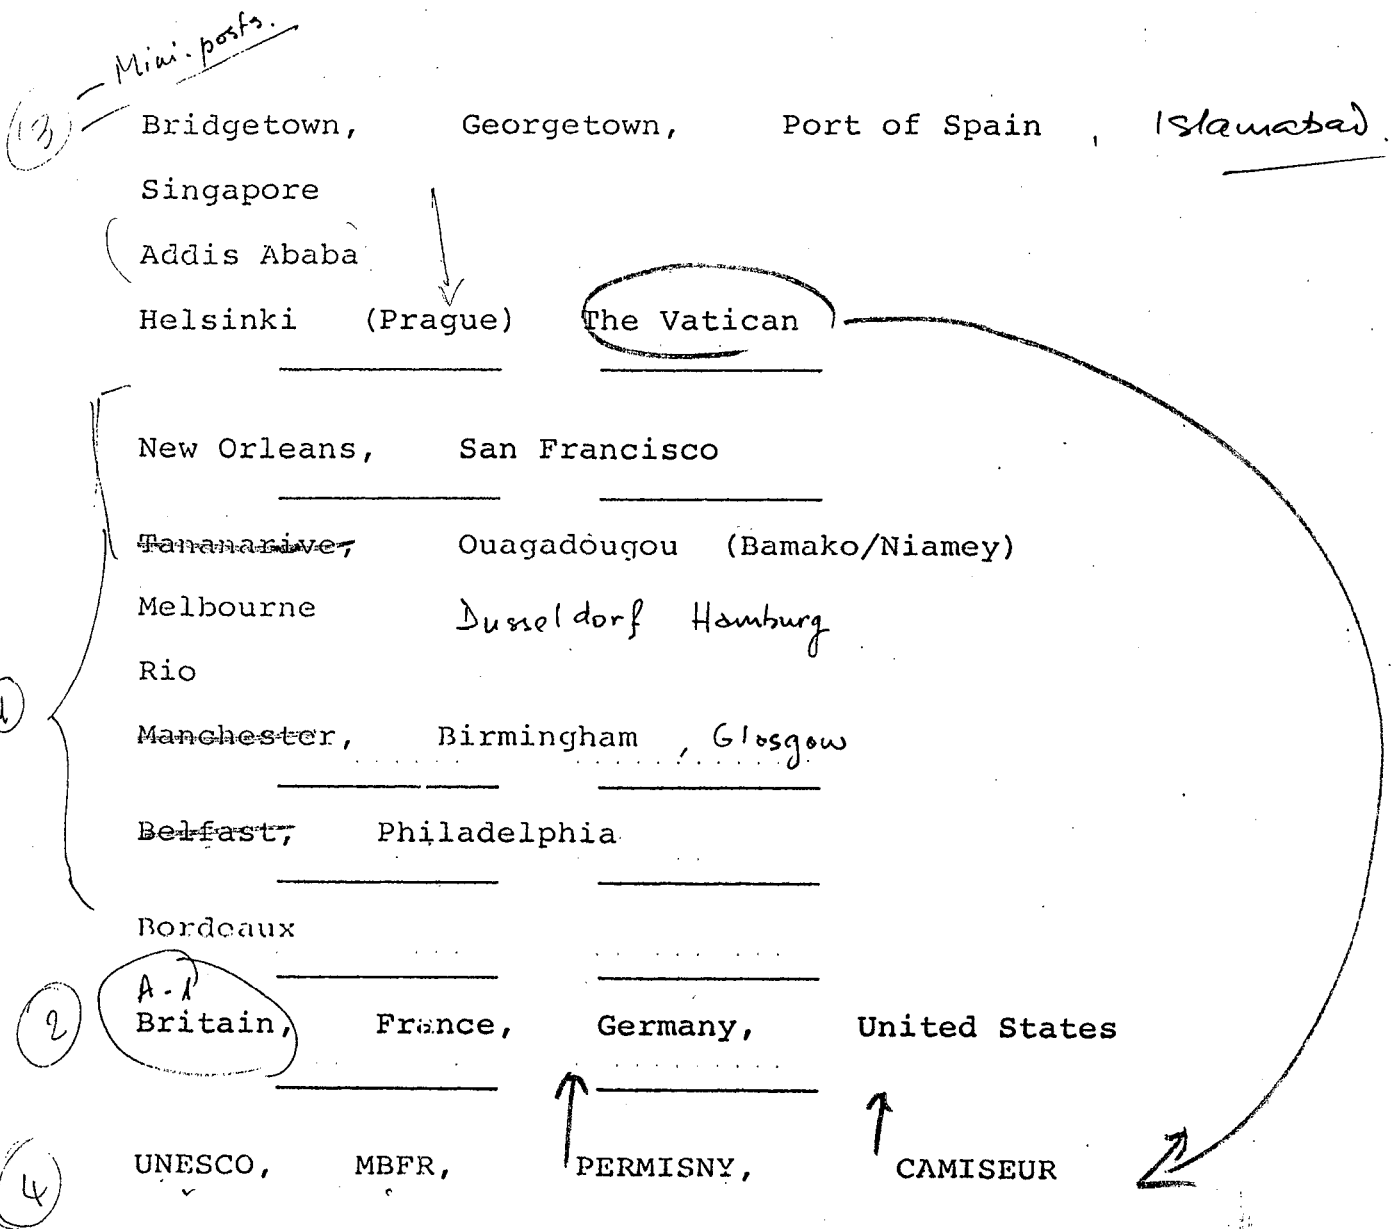 Mini-posts.
(13) Bridgetown, Georgetown, Port of Spain , Islamabad.
Singapore
(Addis Ababa
Helsinki (Prague) The Vatican
New Orleans, San Francisco
Tananarive, Ouagadougou (Bamako/Niamey)
Melbourne Dusseldorf Hamburg
Rio
Manchester, Birmingham , Glasgow
Belfast, Philadelphia
Bordeaux
A-1
2 Britain, France, Germany, United States
4 UNESCO, MBFR, PERMISNY, CAMISEUR